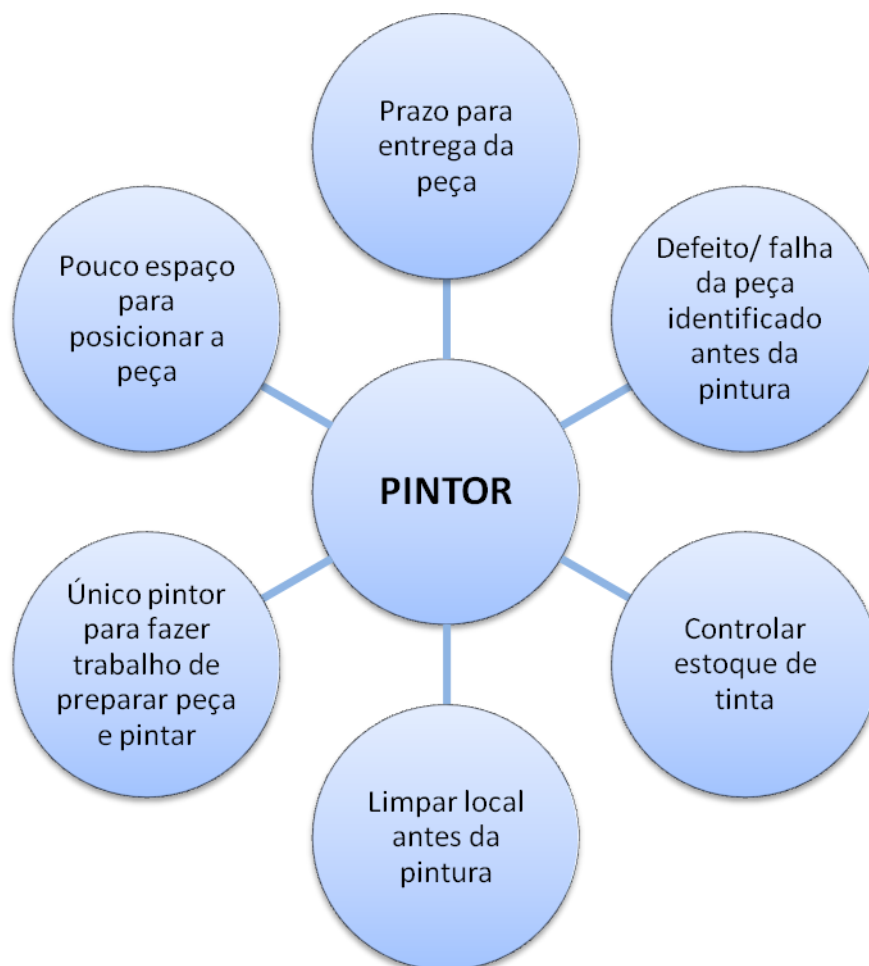 Prazo para
entrega da
peça
Pouco espaço
para
posicionar a
peça
Defeito/ falha
da peça
identificado
antes da
pintura
PINTOR
Único pintor
para fazer
trabalho de
preparar peça
e pintar
Controlar
estoque de
tinta
Limpar local
antes da
pintura